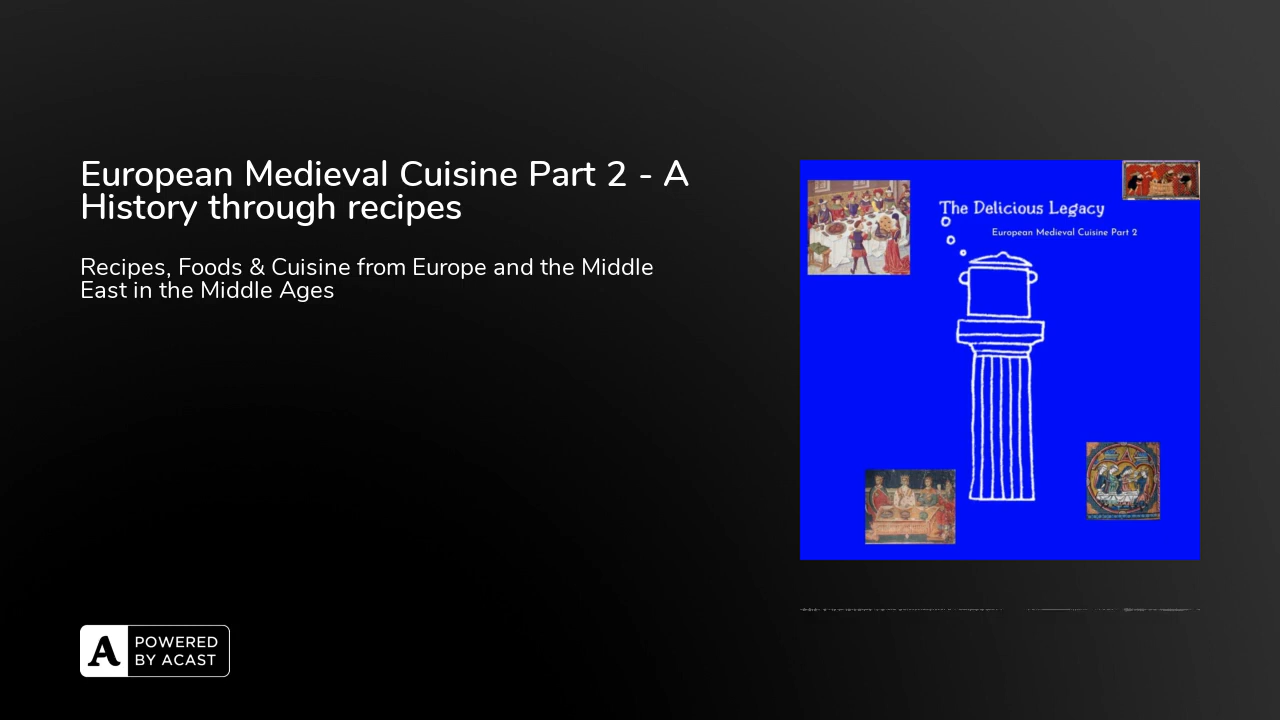 European Medieval Cuisine Part 2 - A
History through recipes
Recipes, Foods & Cuisine from Europe and the Middle
East in the Middle Ages
The Delicious Legacy
European Medieval Cuisine Part 2
A POWERED
BY ACAST